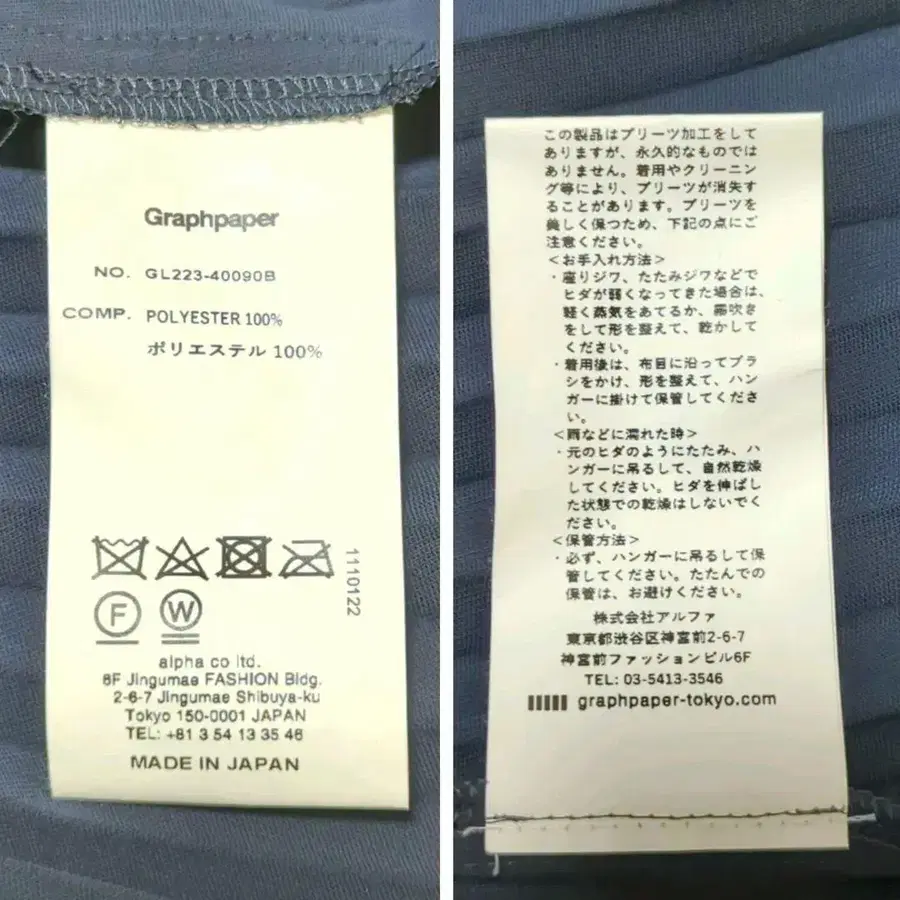 Graphpaper
NO. GL223-40090B
COMP. POLYESTER 100%
ポリエステル 100%
1110122
F W
alpha co ltd.
6F Jingumae FASHION Bldg.
2-6-7 Jingumae Shibuya-ku
Tokyo 150-0001 JAPAN
TEL: +81 3 54 13 35 46
MADE IN JAPAN
この製品はプリーツ加工をして
ありますが、永久的なものでは
ありません。着用やクリーニン
グ等により、プリーツが消失す
ることがあります。プリーツを
美しく保つため、下記の点にご
注意ください。
<お手入れ方法>
・座りジワ、たたみジワなどで
ヒダが弱くなってきた場合は、
軽く蒸気をあてるか、霧吹き
をして形を整えて、乾かして
ください。
・着用後は、布目に沿ってブラ
シをかけ、形を整えて、ハン
ガーに掛けて保管してくださ
い。
<雨などに濡れた時>
・元のヒダのようにたたみ、ハ
ンガーに吊るして、自然乾燥
してください。ヒダを伸ばし
た状態での乾燥はしないでく
ださい。
<保管方法>
・必ず、ハンガーに吊るして保
管してください。たたんでの
保管は、お避けください。
株式会社アルファ
東京都渋谷区神宮前2-6-7
神宮前ファッションビル6F
TEL: 03-5413-3546
graphpaper-tokyo.com